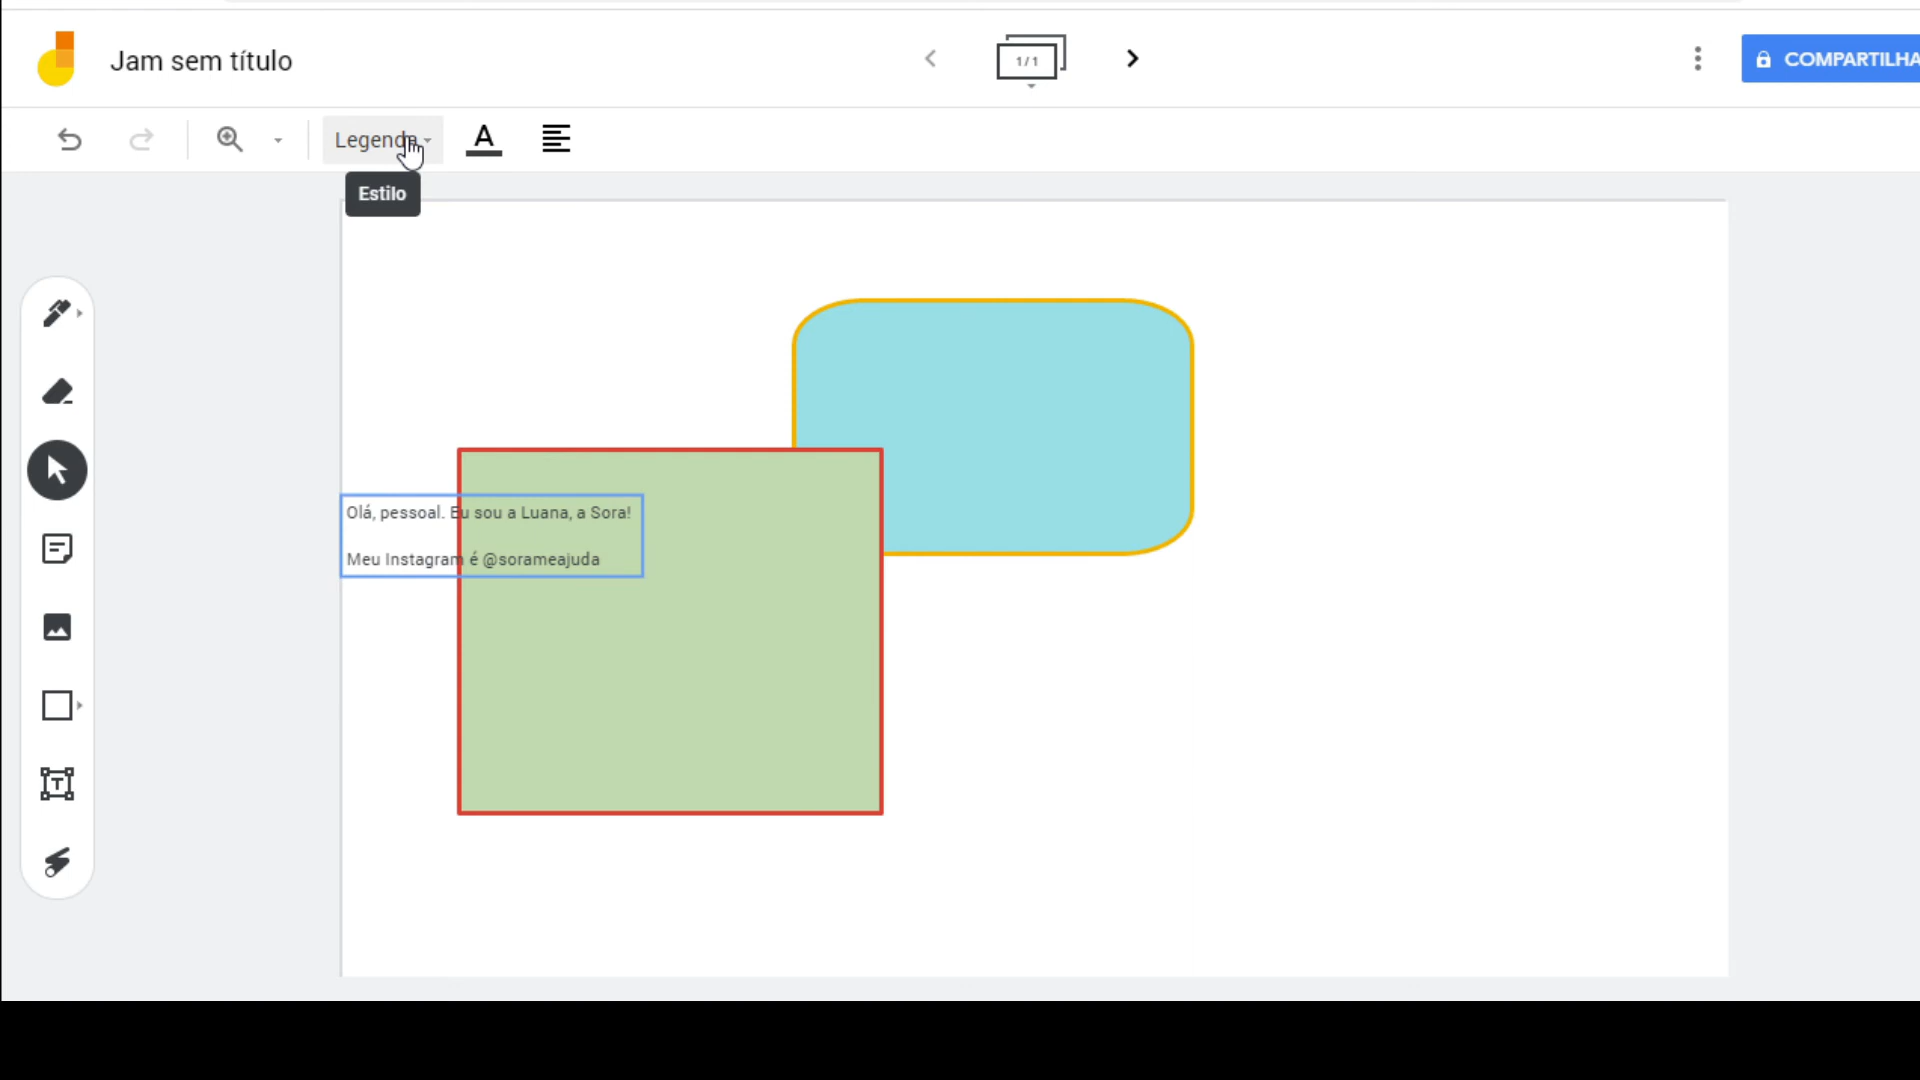 Jam sem título
1/1
COMPARTILHA
Legenda
A
Estilo
Olá, pessoal. Eu sou a Luana, a Sora!
Meu Instagram é @sorameajuda